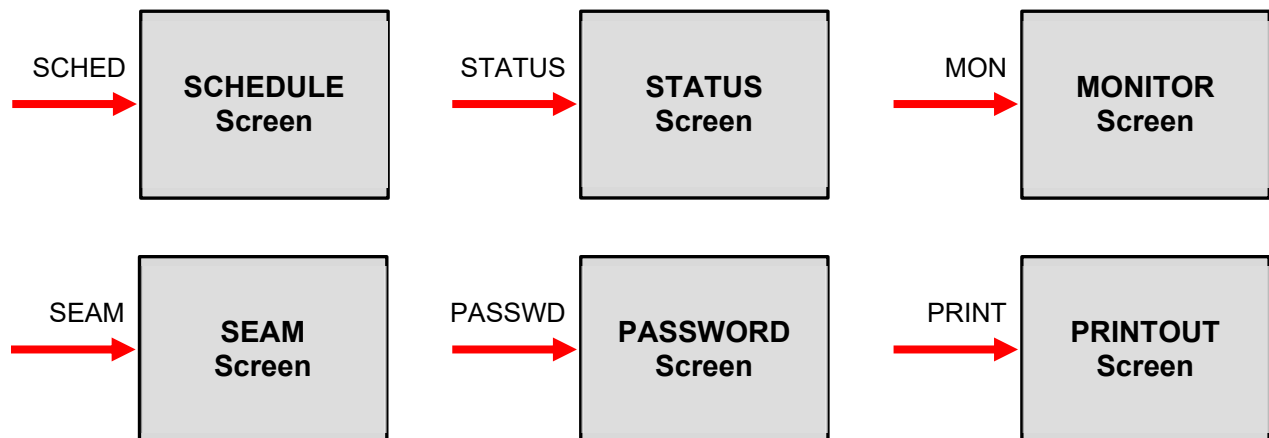 SCHED
SCHEDULE
Screen
STATUS
STATUS
Screen
MON
MONITOR
Screen
SEAM
SEAM
Screen
PASSWD
PASSWORD
Screen
PRINT
PRINTOUT
Screen